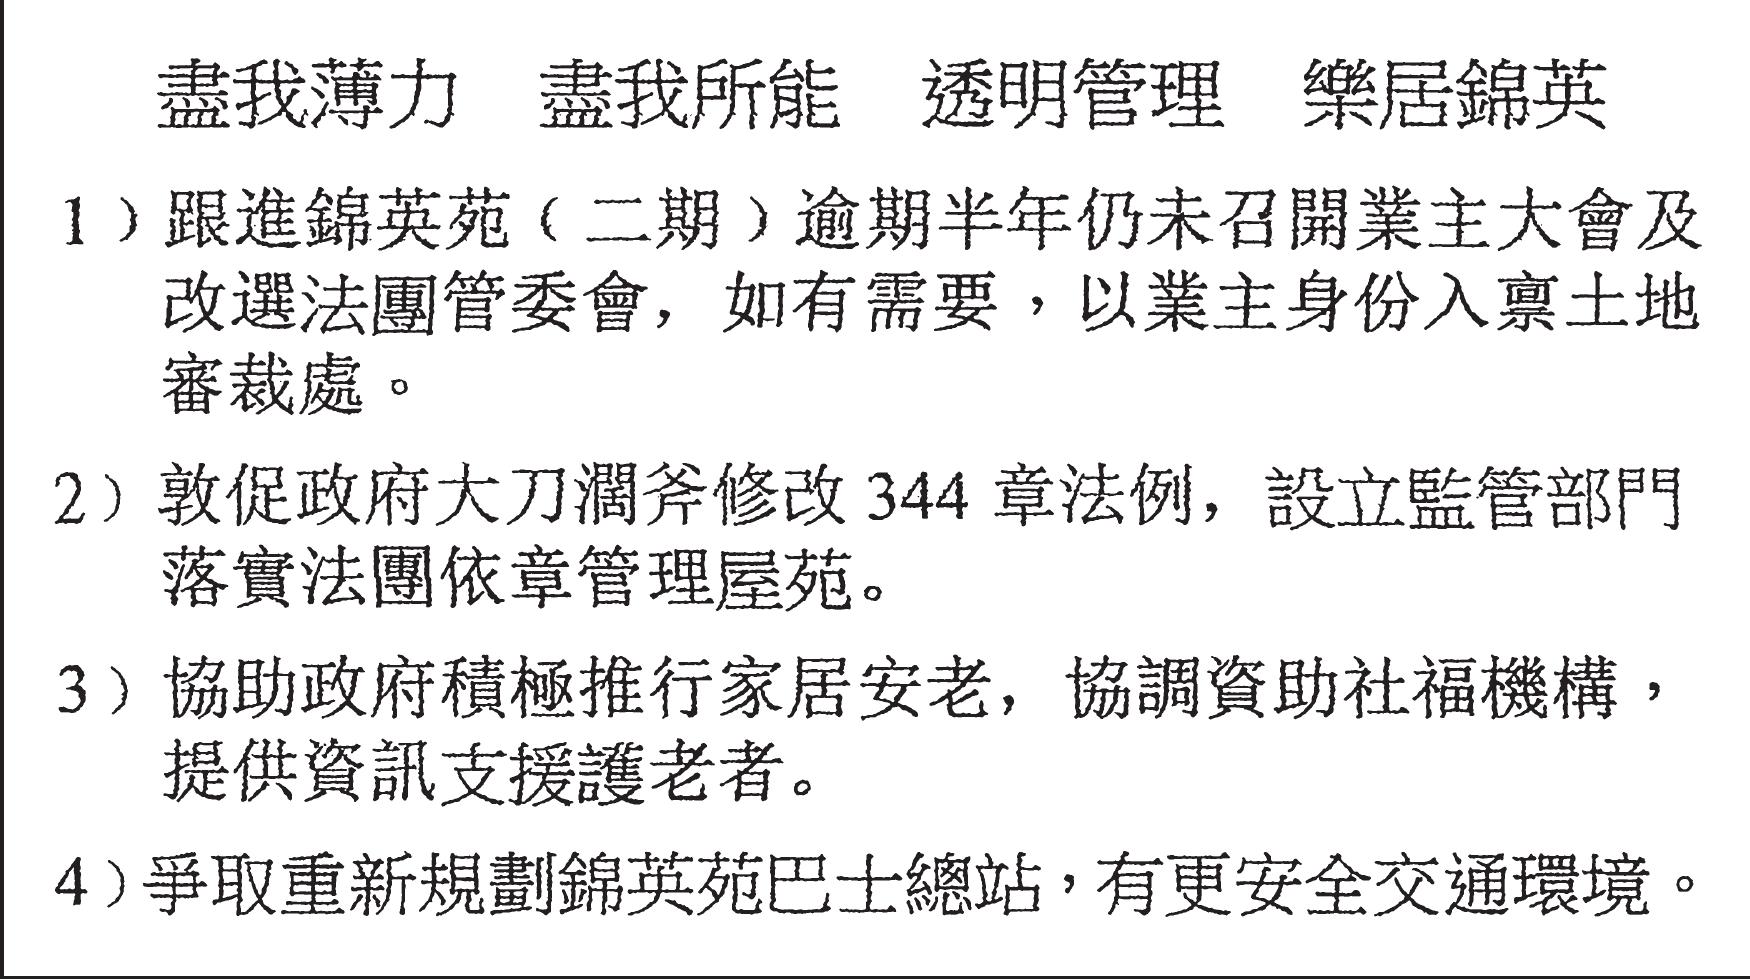 盡我薄力　盡我所能　透明管理　樂居錦英
1）跟進錦英苑（二期）逾期半年仍未召開業主大會及
改選法團管委會，如有需要，以業主身份入禀土地
審裁處。
2）敦促政府大刀濶斧修改 344 章法例，設立監管部門
落實法團依章管理屋苑。
3）協助政府積極推行家居安老，協調資助社福機構，
提供資訊支援護老者。
4）爭取重新規劃錦英苑巴士總站，有更安全交通環境。